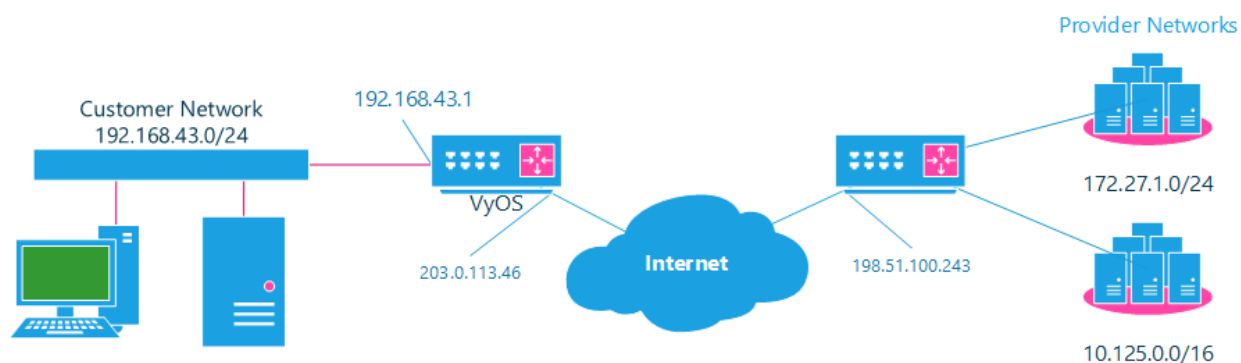 Provider Networks
Customer Network
192.168.43.0/24
192.168.43.1
VyOS
203.0.113.46
Internet
198.51.100.243
172.27.1.0/24
10.125.0.0/16